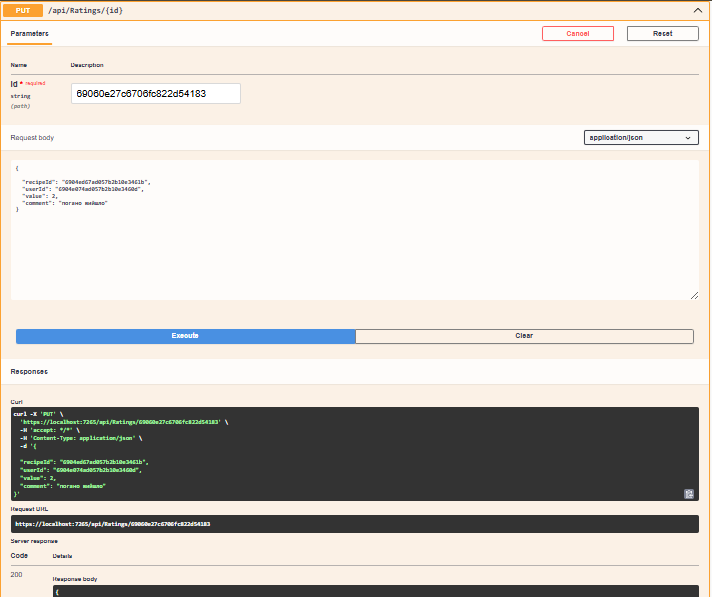 PUT /api/Ratings/{id}
Parameters
Cancel
Reset
Name Description
id * required
string
(path)
69060e27c6706fc822d54183
Request body
application/json
{
"recipeId": "6904ed67ad057b2b10e3461b",
"userId": "6904e074ad057b2b10e3460d",
"value": 2,
"comment": "погано вийшло"
}
Execute
Clear
Responses
Curl
curl -X 'PUT' \
'https://localhost:7265/api/Ratings/69060e27c6706fc822d54183' \
-H 'accept: */*' \
-H 'Content-Type: application/json' \
-d '{
"recipeId": "6904ed67ad057b2b10e3461b",
"userId": "6904e074ad057b2b10e3460d",
"value": 2,
"comment": "погано вийшло"
}'
Request URL
https://localhost:7265/api/Ratings/69060e27c6706fc822d54183
Server response
Code Details
200
Response body
{